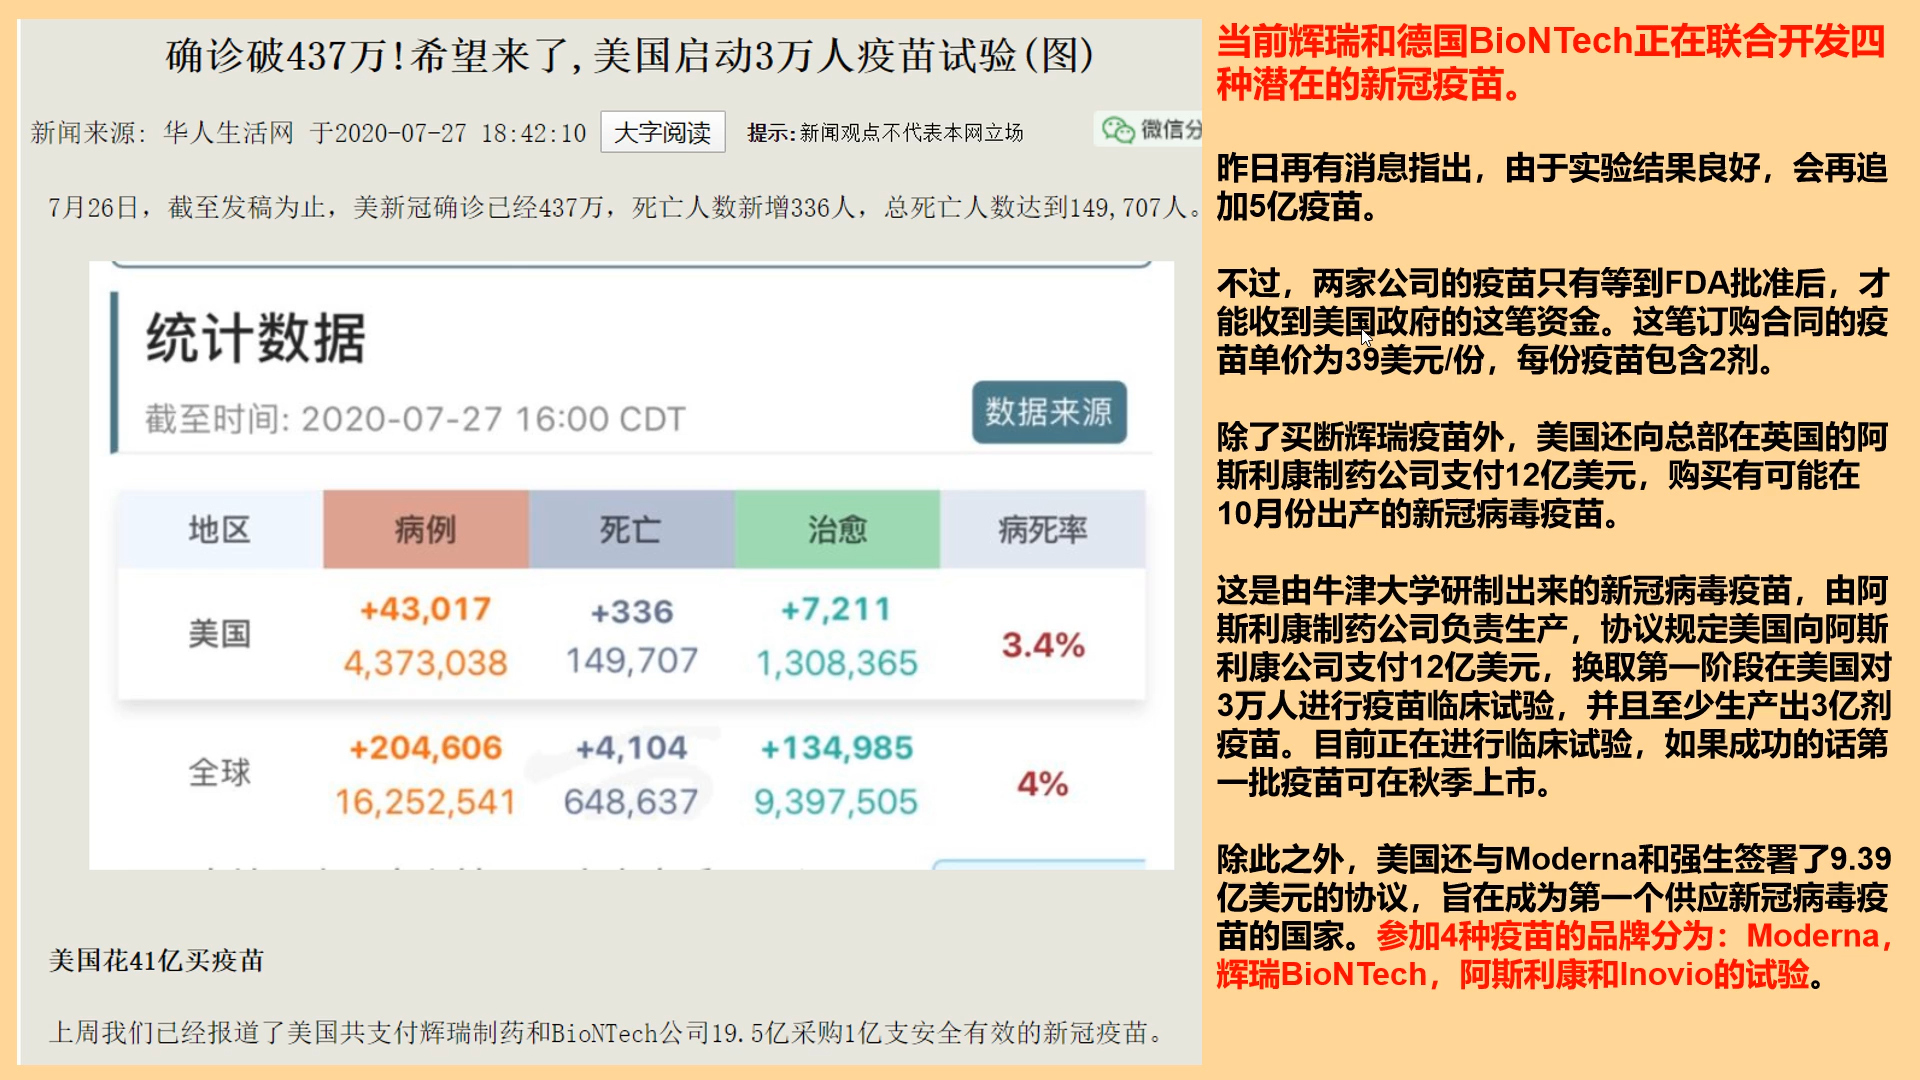 确诊破437万!希望来了,美国启动3万人疫苗试验(图)
新闻来源: 华人生活网 于2020-07-27 18:42:10 大字阅读 提示:新闻观点不代表本网立场 微信分
7月26日，截至发稿为止，美新冠确诊已经437万，死亡人数新增336人，总死亡人数达到149,707人。
统计数据
截至时间: 2020-07-27 16:00 CDT
数据来源
地区 病例 死亡 治愈 病死率
+43,017 +336 +7,211
美国 3.4%
4,373,038 149,707 1,308,365
+204,606 +4,104 +134,985
全球 4%
16,252,541 648,637 9,397,505
美国花41亿买疫苗
上周我们已经报道了美国共支付辉瑞制药和BioNTech公司19.5亿采购1亿支安全有效的新冠疫苗。
当前辉瑞和德国BioNTech正在联合开发四
种潜在的新冠疫苗。
昨日再有消息指出，由于实验结果良好，会再追
加5亿疫苗。
不过，两家公司的疫苗只有等到FDA批准后，才
能收到美国政府的这笔资金。这笔订购合同的疫
苗单价为39美元/份，每份疫苗包含2剂。
除了买断辉瑞疫苗外，美国还向总部在英国的阿
斯利康制药公司支付12亿美元，购买有可能在
10月份出产的新冠病毒疫苗。
这是由牛津大学研制出来的新冠病毒疫苗，由阿
斯利康制药公司负责生产，协议规定美国向阿斯
利康公司支付12亿美元，换取第一阶段在美国对
3万人进行疫苗临床试验，并且至少生产出3亿剂
疫苗。目前正在进行临床试验，如果成功的话第
一批疫苗可在秋季上市。
除此之外，美国还与Moderna和强生签署了9.39
亿美元的协议，旨在成为第一个供应新冠病毒疫
苗的国家。参加4种疫苗的品牌分为：Moderna，
辉瑞BioNTech，阿斯利康和Inovio的试验。